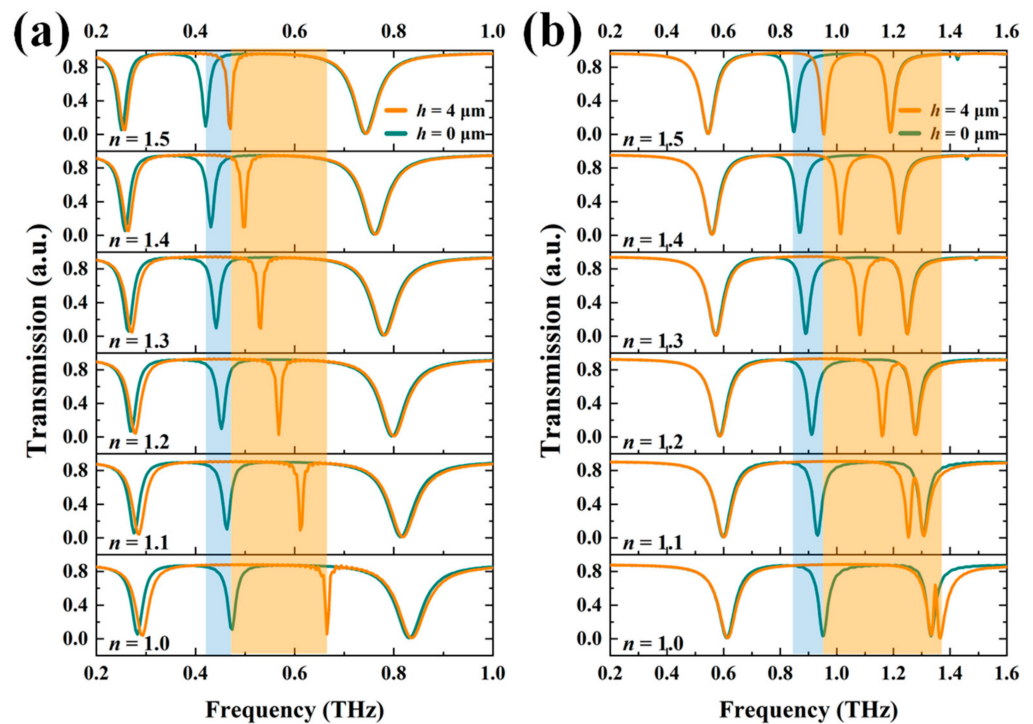 (a)
0.2 0.4 0.6 0.8 1.0
0.8
0.4
0.0
h = 4 μm
h = 0 μm
n = 1.5
0.8
0.4
0.0
n = 1.4
0.8
0.4
0.0
n = 1.3
0.8
0.4
0.0
n = 1.2
0.8
0.4
0.0
n = 1.1
0.8
0.4
0.0
n = 1.0
0.2 0.4 0.6 0.8 1.0
Transmission (a.u.)
Frequency (THz)
(b)
0.2 0.4 0.6 0.8 1.0 1.2 1.4 1.6
0.8
0.4
0.0
h = 4 μm
h = 0 μm
n = 1.5
0.8
0.4
0.0
n = 1.4
0.8
0.4
0.0
n = 1.3
0.8
0.4
0.0
n = 1.2
0.8
0.4
0.0
n = 1.1
0.8
0.4
0.0
n = 1.0
0.2 0.4 0.6 0.8 1.0 1.2 1.4 1.6
Transmission (a.u.)
Frequency (THz)